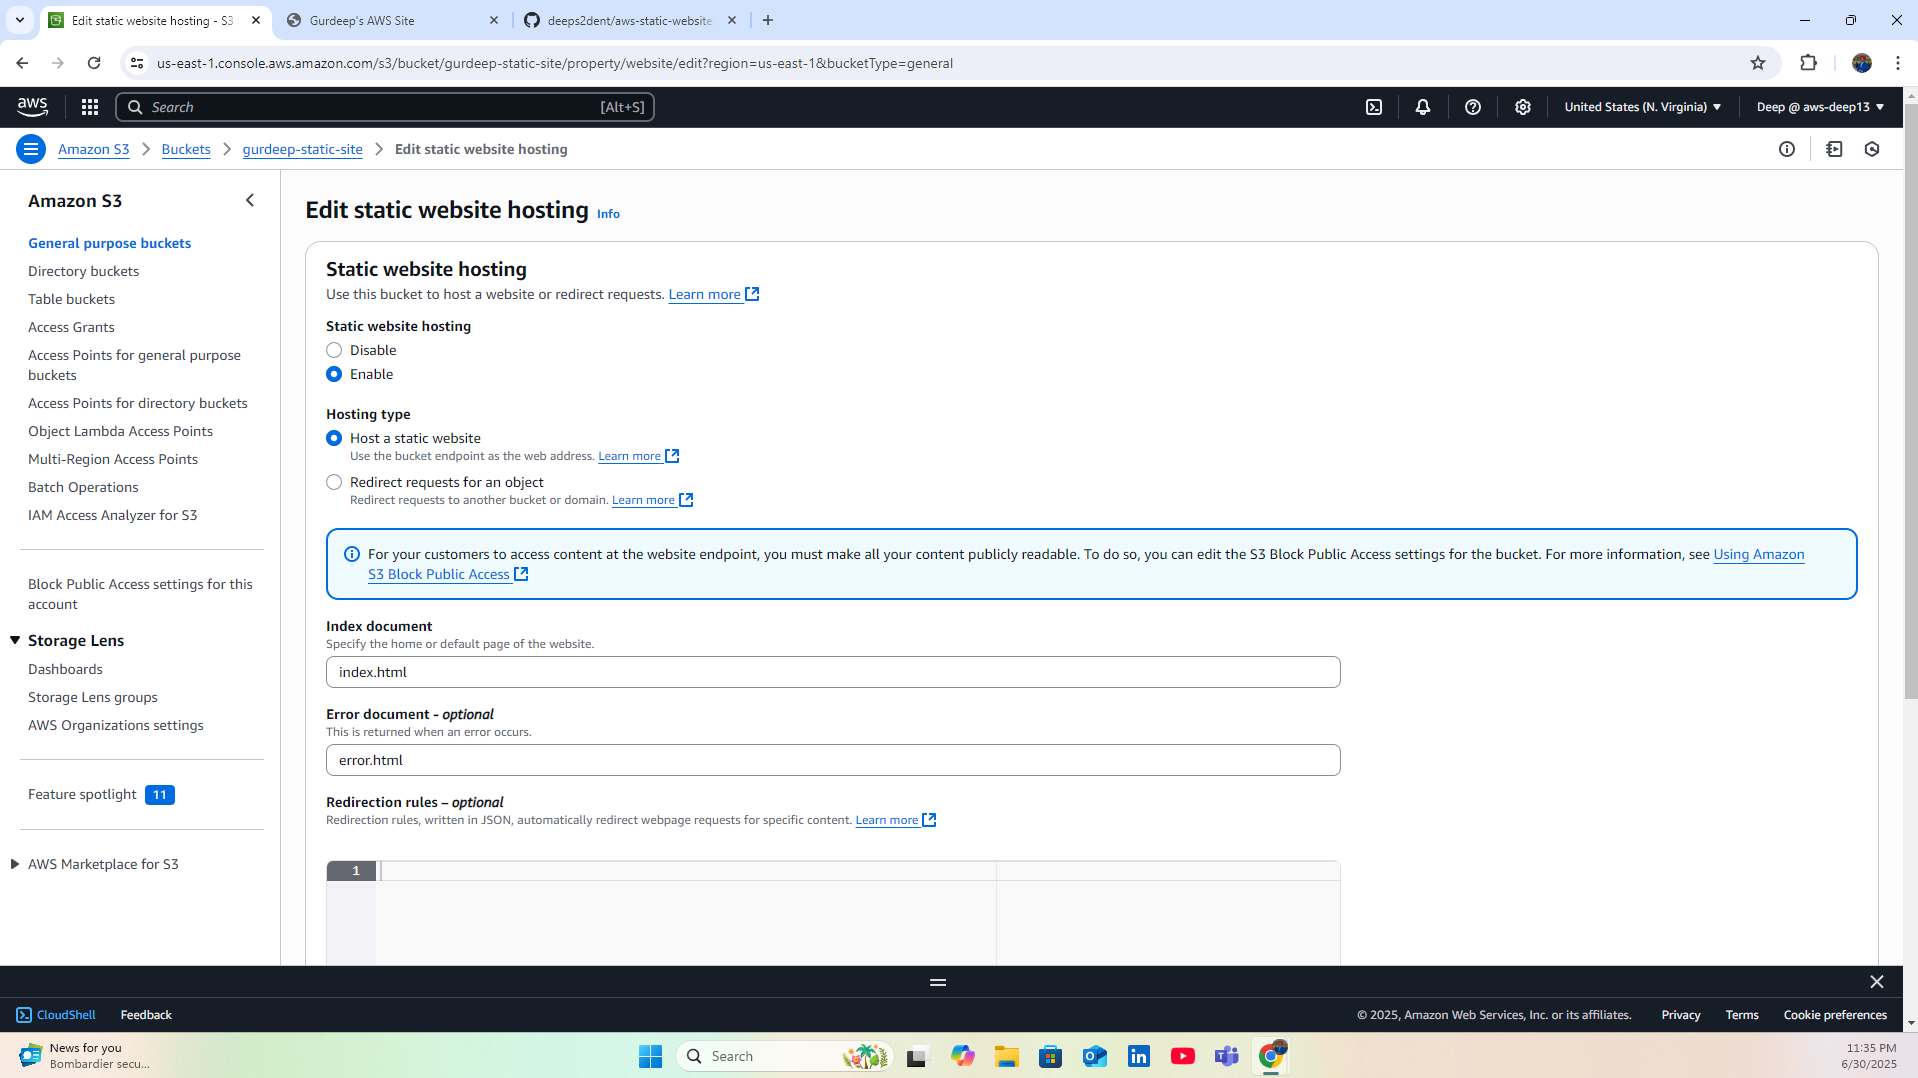 Edit static website hosting - S3
Gurdeep's AWS Site
deeps2dent/aws-static-website
us-east-1.console.aws.amazon.com/s3/bucket/gurdeep-static-site/property/website/edit?region=us-east-1&bucketType=general
aws
Search
[Alt+S]
United States (N. Virginia)
Deep @ aws-deep13
Amazon S3
Buckets
gurdeep-static-site
Edit static website hosting
Amazon S3
General purpose buckets
Directory buckets
Table buckets
Access Grants
Access Points for general purpose
buckets
Access Points for directory buckets
Object Lambda Access Points
Multi-Region Access Points
Batch Operations
IAM Access Analyzer for S3
Block Public Access settings for this
account
Storage Lens
Dashboards
Storage Lens groups
AWS Organizations settings
Feature spotlight 11
AWS Marketplace for S3
Edit static website hosting Info
Static website hosting
Use this bucket to host a website or redirect requests. Learn more
Static website hosting
Disable
Enable
Hosting type
Host a static website
Use the bucket endpoint as the web address. Learn more
Redirect requests for an object
Redirect requests to another bucket or domain. Learn more
For your customers to access content at the website endpoint, you must make all your content publicly readable. To do so, you can edit the S3 Block Public Access settings for the bucket. For more information, see Using Amazon
S3 Block Public Access
Index document
Specify the home or default page of the website.
index.html
Error document - optional
This is returned when an error occurs.
error.html
Redirection rules – optional
Redirection rules, written in JSON, automatically redirect webpage requests for specific content. Learn more
1
CloudShell
Feedback
© 2025, Amazon Web Services, Inc. or its affiliates.
Privacy
Terms
Cookie preferences
News for you
Bombardier secu...
Search
11:35 PM
6/30/2025